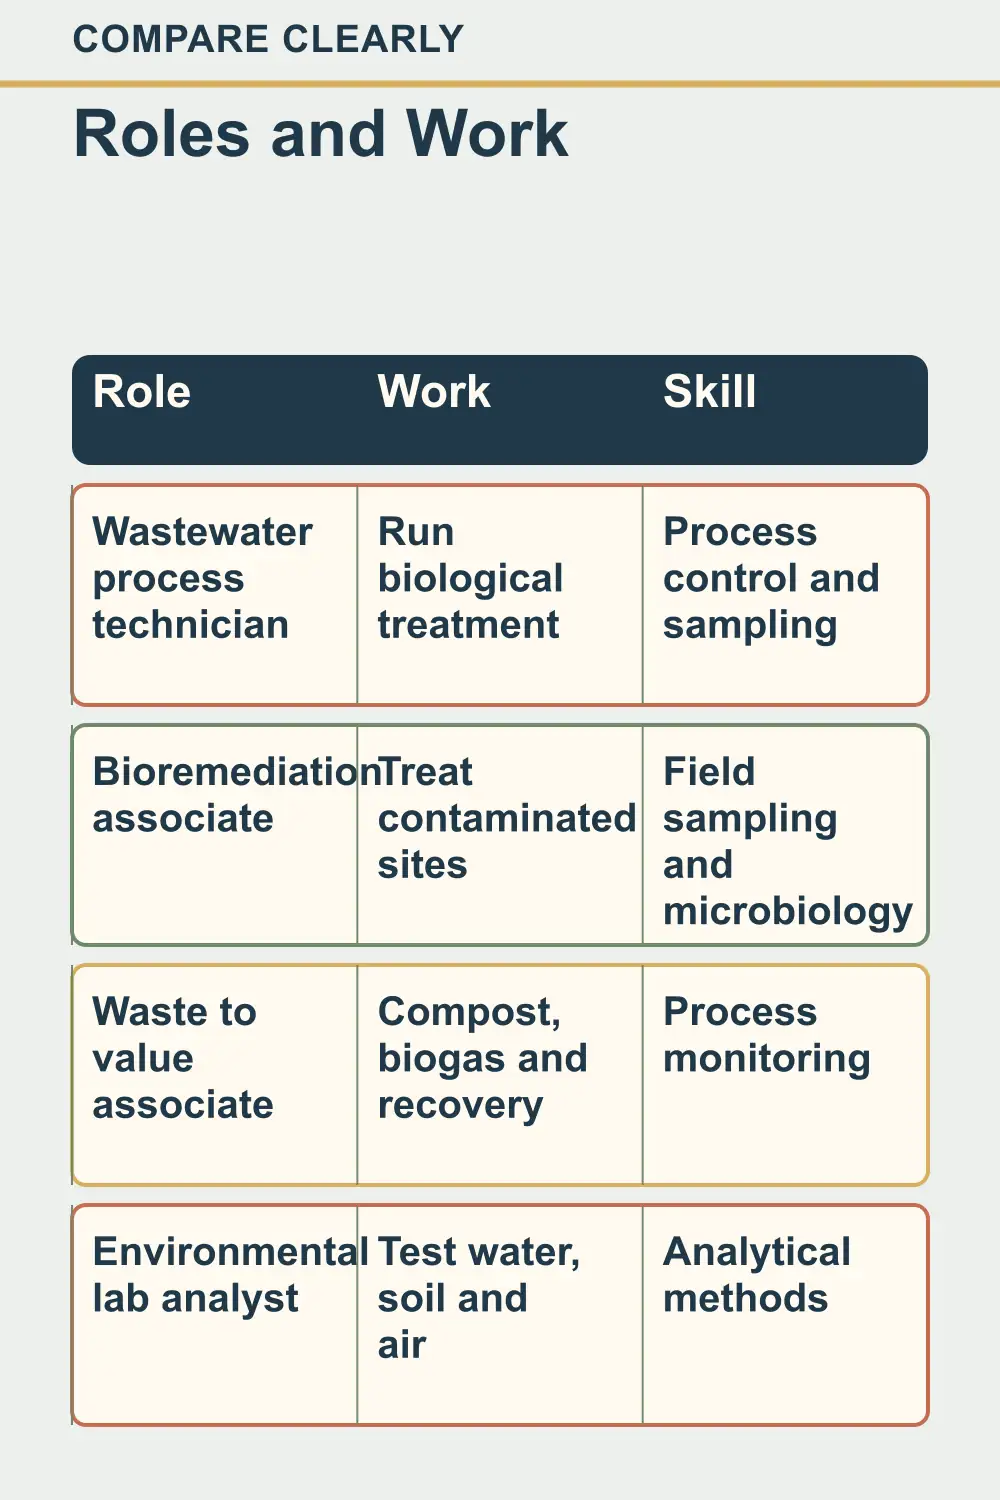 COMPARE CLEARLY
Roles and Work
Role Work Skill
Wastewater process technician
Run biological treatment
Process control and sampling
Bioremediation associate
Treat contaminated sites
Field sampling and microbiology
Waste to value associate
Compost, biogas and recovery
Process monitoring
Environmental lab analyst
Test water, soil and air
Analytical methods